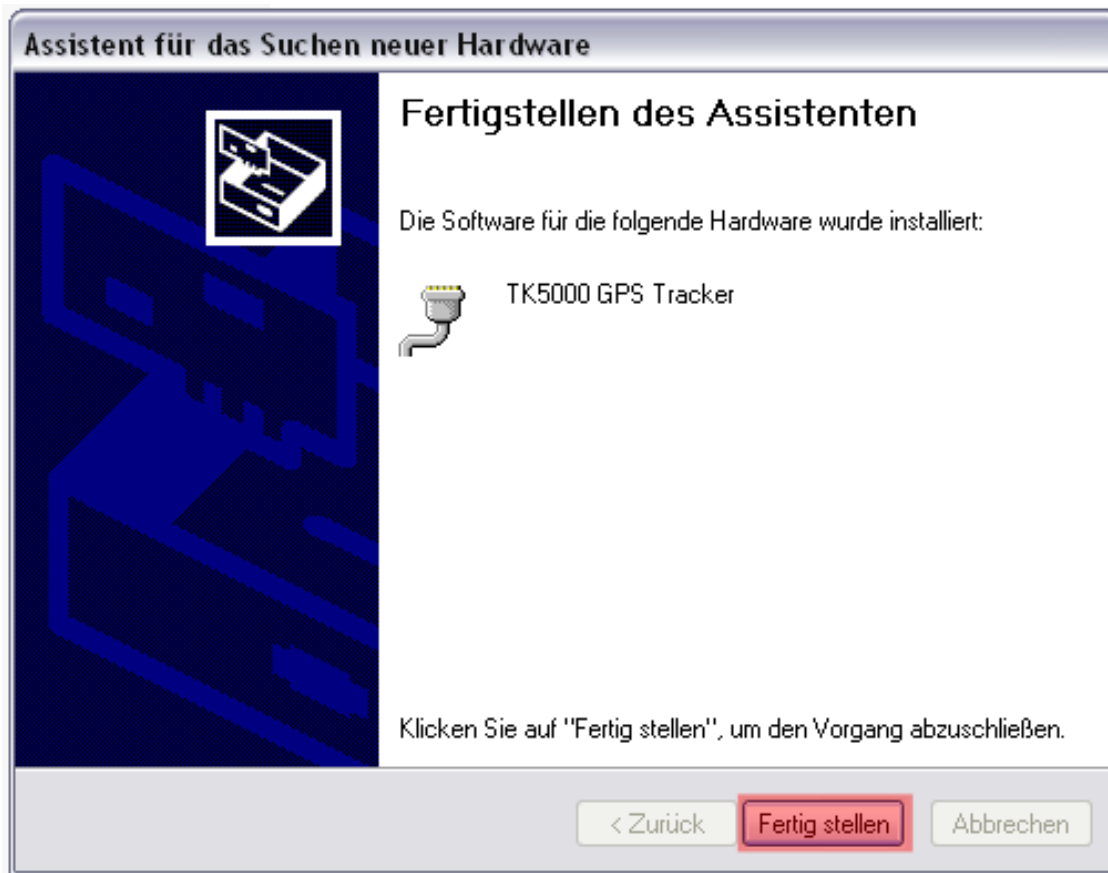 Assistent für das Suchen neuer Hardware
Fertigstellen des Assistenten
Die Software für die folgende Hardware wurde installiert:
TK5000 GPS Tracker
Klicken Sie auf "Fertig stellen", um den Vorgang abzuschließen.
< Zurück Fertig stellen Abbrechen